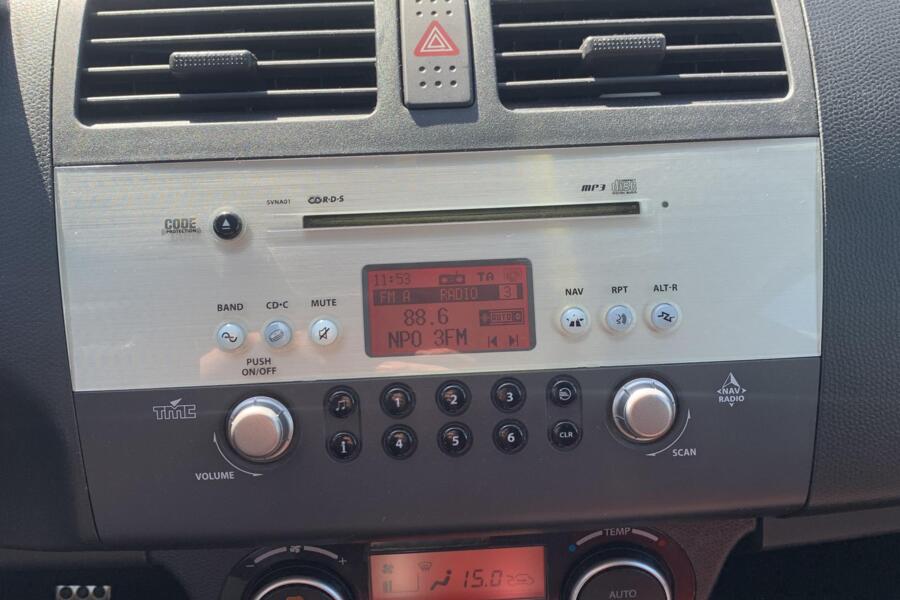 SVNA01
CD R·D·S
MP3
CODE
PROTECTION
11:53 TA
FM A RADIO 3
88.6 AUTO
NPO 3FM
BAND CD·C MUTE
PUSH
ON/OFF
NAV RPT ALT-R
TMC
1 2 3
i 4 5 6 CLR
VOLUME
SCAN
NAV
RADIO
TEMP
15.0
AUTO
- +